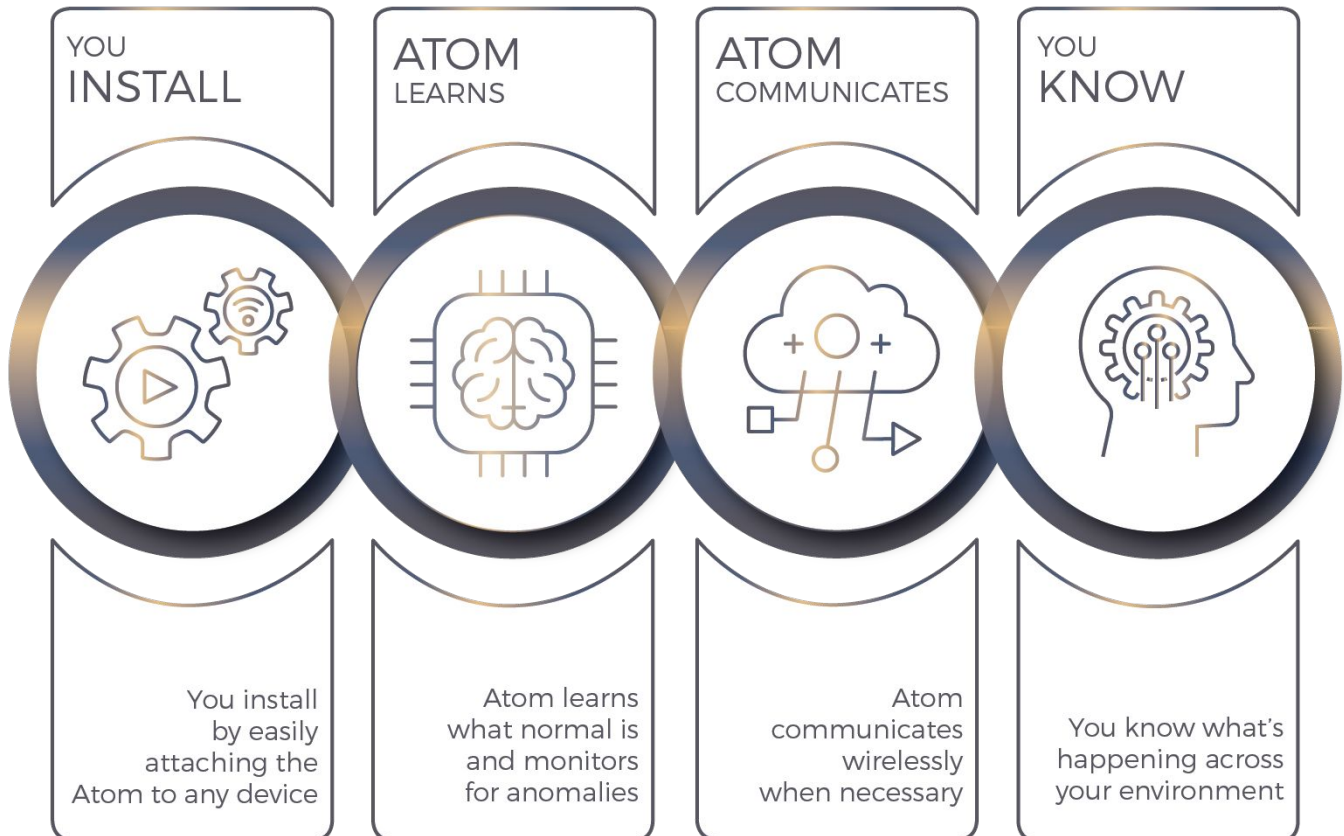 YOU
INSTALL
ATOM
LEARNS
ATOM
COMMUNICATES
YOU
KNOW
You install
by easily
attaching the
Atom to any device
Atom learns
what normal is
and monitors
for anomalies
Atom
communicates
wirelessly
when necessary
You know what's
happening across
your environment